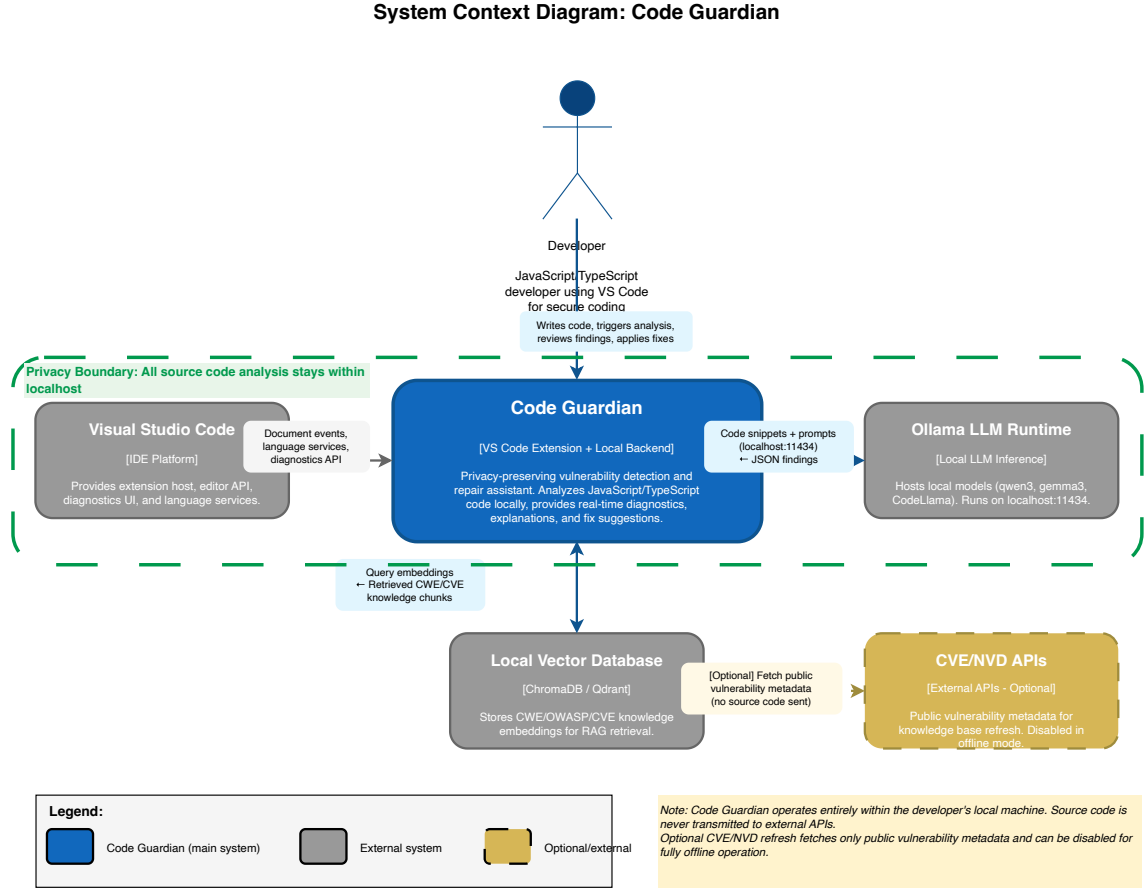 System Context Diagram: Code Guardian
Developer
JavaScript/TypeScript
developer using VS Code
for secure coding
Writes code, triggers analysis,
reviews findings, applies fixes
Privacy Boundary: All source code analysis stays within
localhost
Visual Studio Code
[IDE Platform]
Provides extension host, editor API,
diagnostics UI, and language services.
Document events,
language services,
diagnostics API
Code Guardian
[VS Code Extension + Local Backend]
Privacy-preserving vulnerability detection and
repair assistant. Analyzes JavaScript/TypeScript
code locally, provides real-time diagnostics,
explanations, and fix suggestions.
Code snippets + prompts
(localhost:11434)
← JSON findings
Ollama LLM Runtime
[Local LLM Inference]
Hosts local models (qwen3, gemma3,
CodeLlama). Runs on localhost:11434.
Query embeddings
← Retrieved CWE/CVE
knowledge chunks
Local Vector Database
[ChromaDB / Qdrant]
Stores CWE/OWASP/CVE knowledge
embeddings for RAG retrieval.
[Optional] Fetch public
vulnerability metadata
(no source code sent)
CVE/NVD APIs
[External APIs - Optional]
Public vulnerability metadata for
knowledge base refresh. Disabled in
offline mode.
Legend:
Code Guardian (main system)
External system
Optional/external
Note: Code Guardian operates entirely within the developer's local machine. Source code is
never transmitted to external APIs.
Optional CVE/NVD refresh fetches only public vulnerability metadata and can be disabled for
fully offline operation.